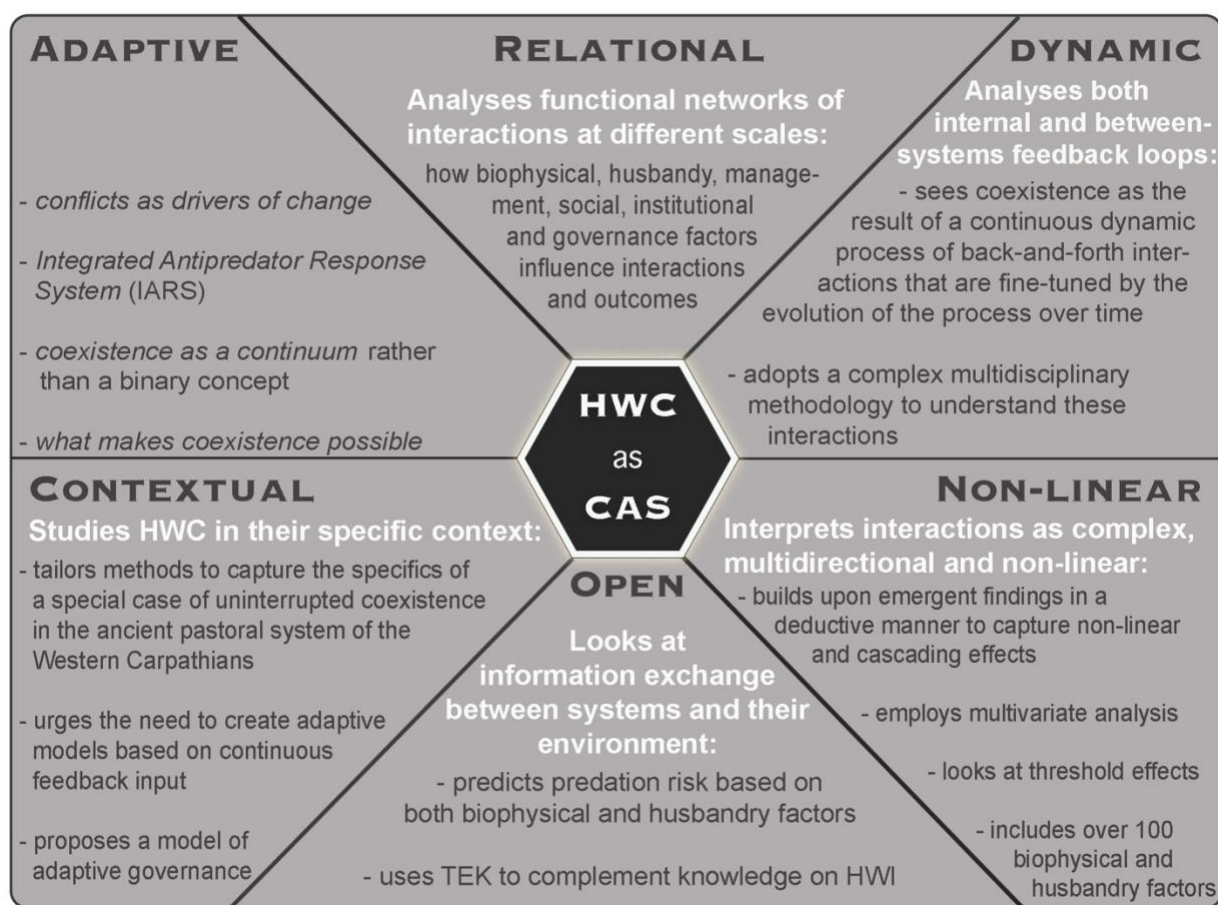 ADAPTIVE
- conflicts as drivers of change
- Integrated Antipredator Response
System (IARS)
- coexistence as a continuum rather
than a binary concept
- what makes coexistence possible
RELATIONAL
Analyses functional networks of
interactions at different scales:
how biophysical, husbandy, manage-
ment, social, institutional
and governance factors
influence interactions
and outcomes
DYNAMIC
Analyses both
internal and between-
systems feedback loops:
- sees coexistence as the
result of a continuous dynamic
process of back-and-forth inter-
actions that are fine-tuned by the
evolution of the process over time
- adopts a complex multidisciplinary
methodology to understand these
interactions
HWC
as
CAS
CONTEXTUAL
Studies HWC in their specific context:
- tailors methods to capture the specifics of
a special case of uninterrupted coexistence
in the ancient pastoral system of the
Western Carpathians
- urges the need to create adaptive
models based on continuous
feedback input
- proposes a model of
adaptive governance
OPEN
Looks at
information exchange
between systems and their
environment:
- predicts predation risk based on
both biophysical and husbandry factors
- uses TEK to complement knowledge on HWI
NON-LINEAR
Interprets interactions as complex,
multidirectional and non-linear:
- builds upon emergent findings in a
deductive manner to capture non-linear
and cascading effects
- employs multivariate analysis
- looks at threshold effects
- includes over 100
biophysical and
husbandry factors